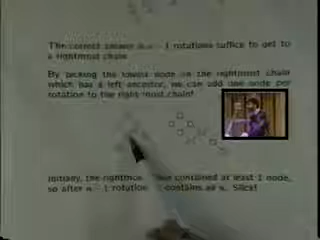 The correct answer is n - 1 rotations suffice to get to
a rightmost chain.
By picking the lowest node on the rightmost chain
which has a left ancestor, we can add one node per
rotation to the right most chain!
Initially, the rightmost contained at least 1 node,
so after n - 1 rotations contains all n. Slick!